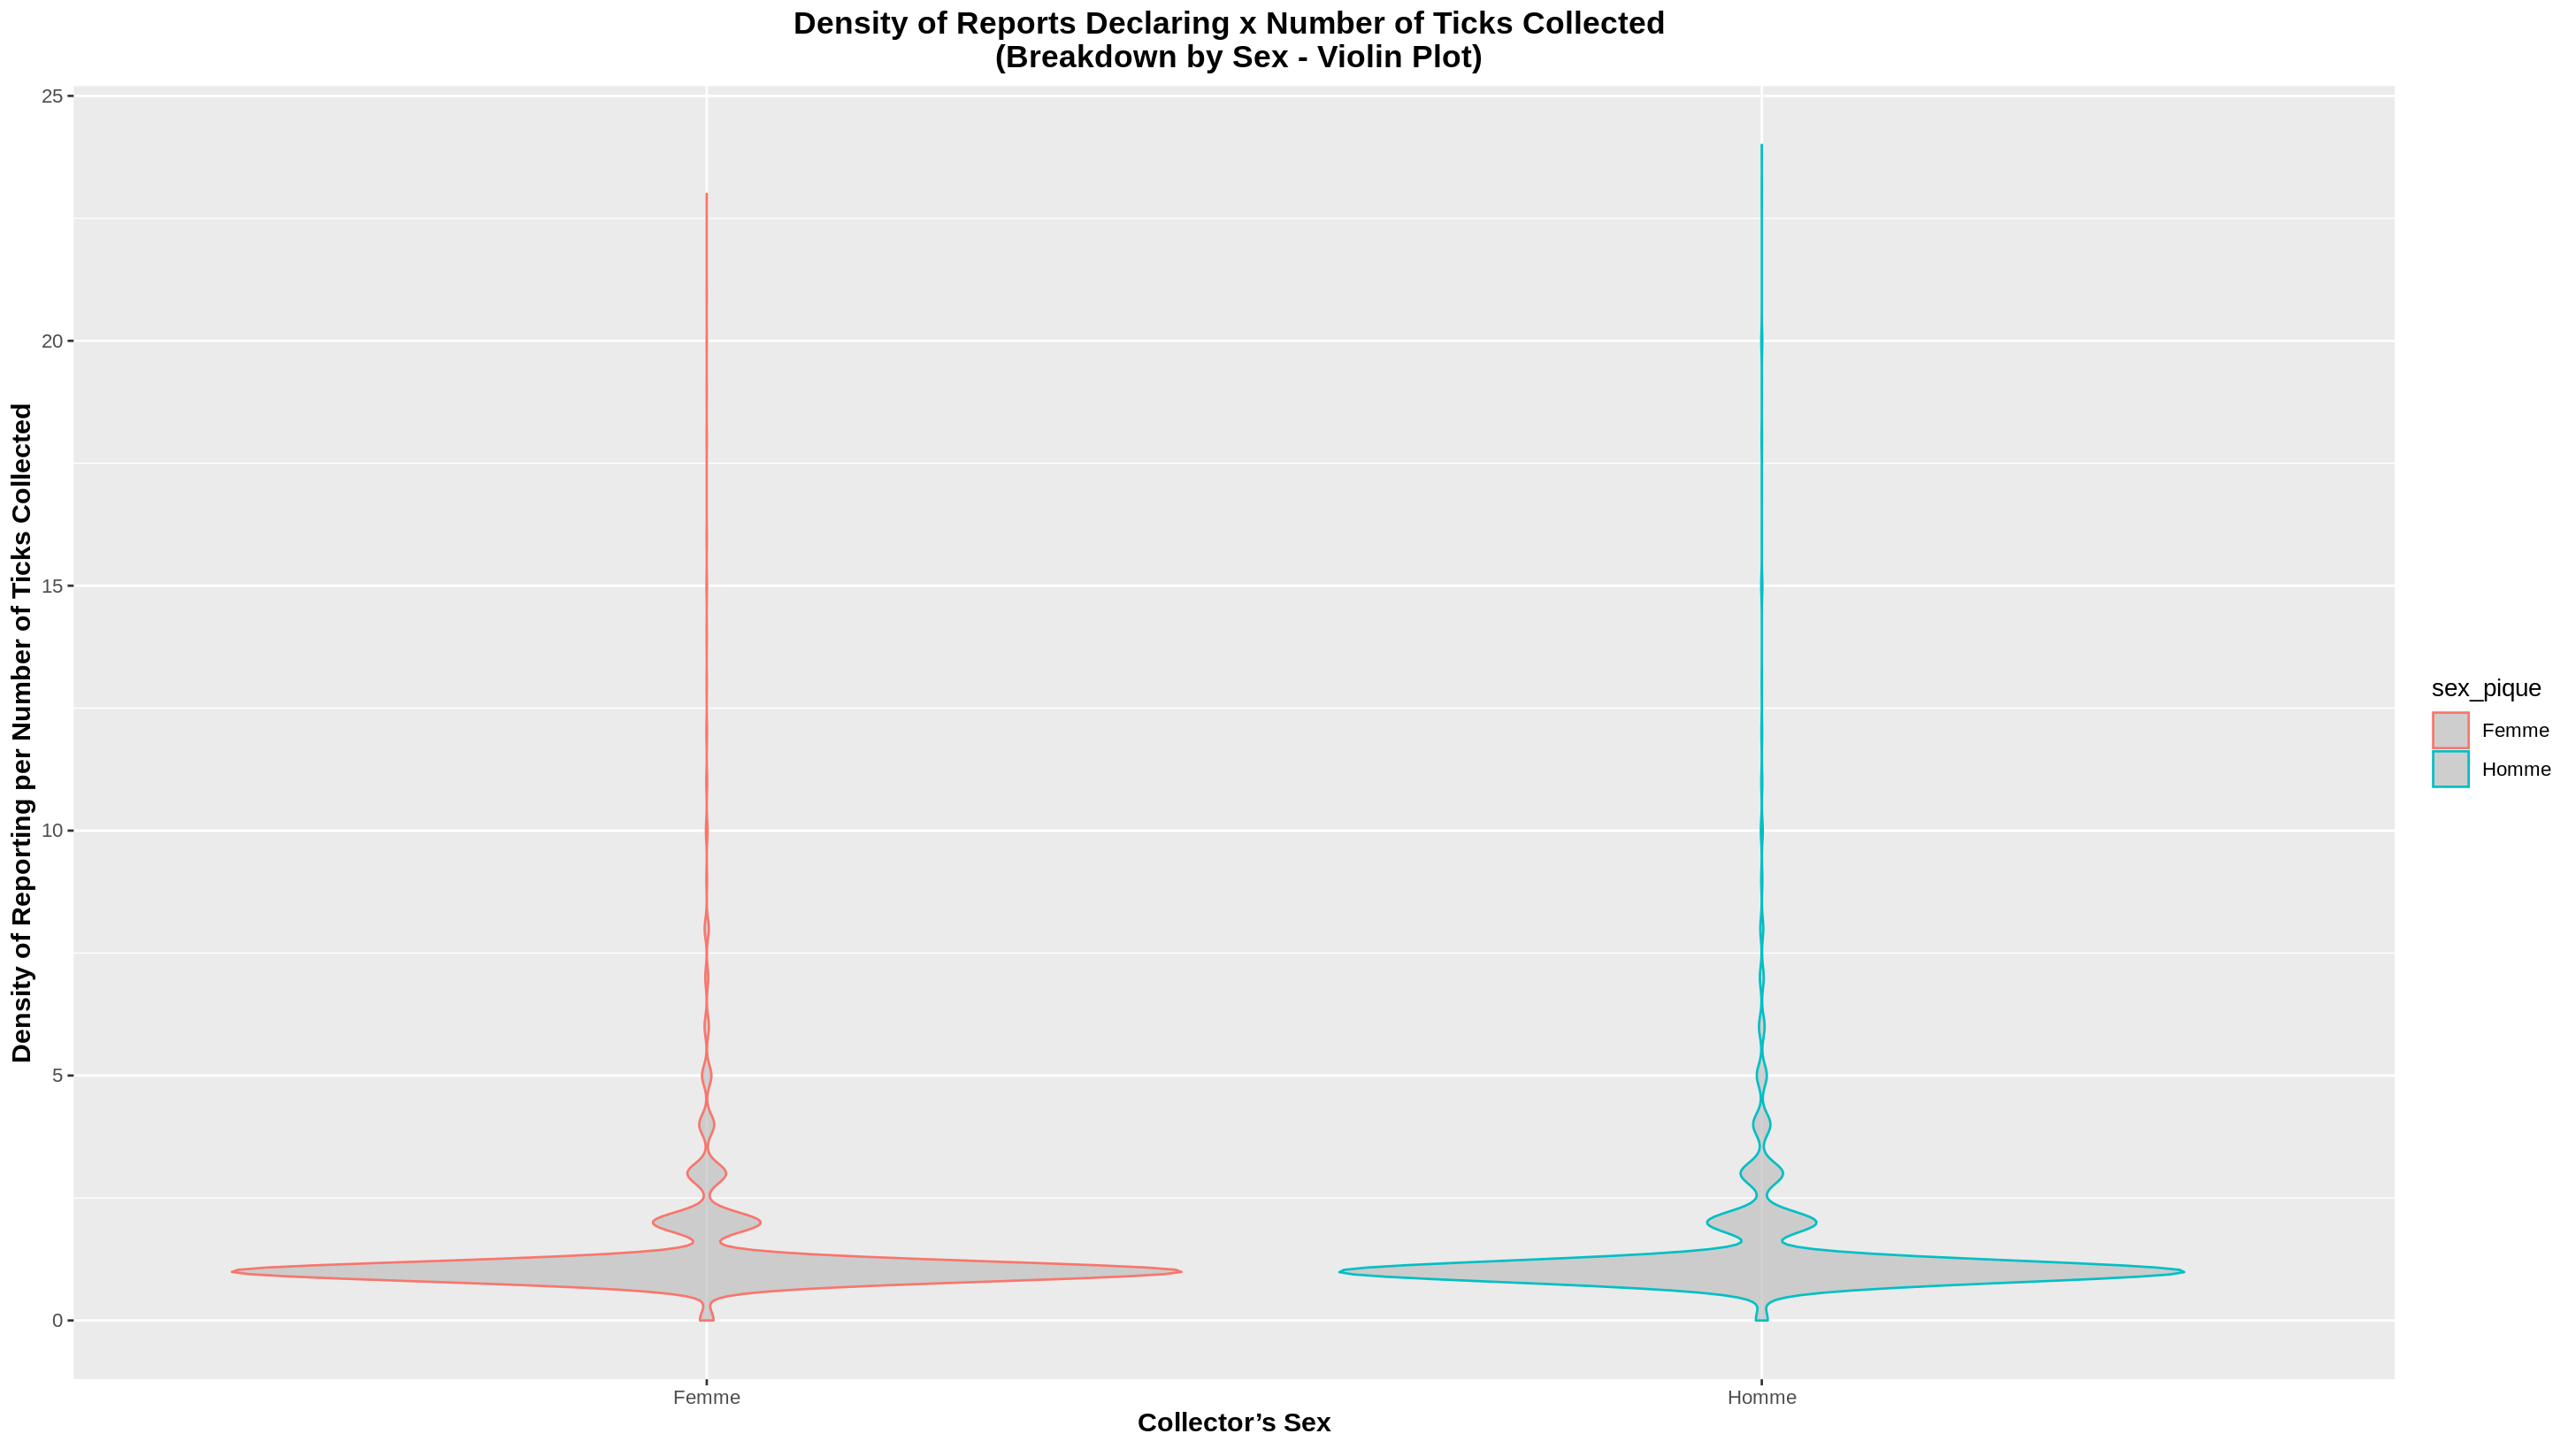 Density of Reports Declaring x Number of Ticks Collected
(Breakdown by Sex - Violin Plot)
Density of Reporting per Number of Ticks Collected
25
20
15
10
5
0
Femme
Homme
Collector’s Sex
sex_pique
Femme
Homme